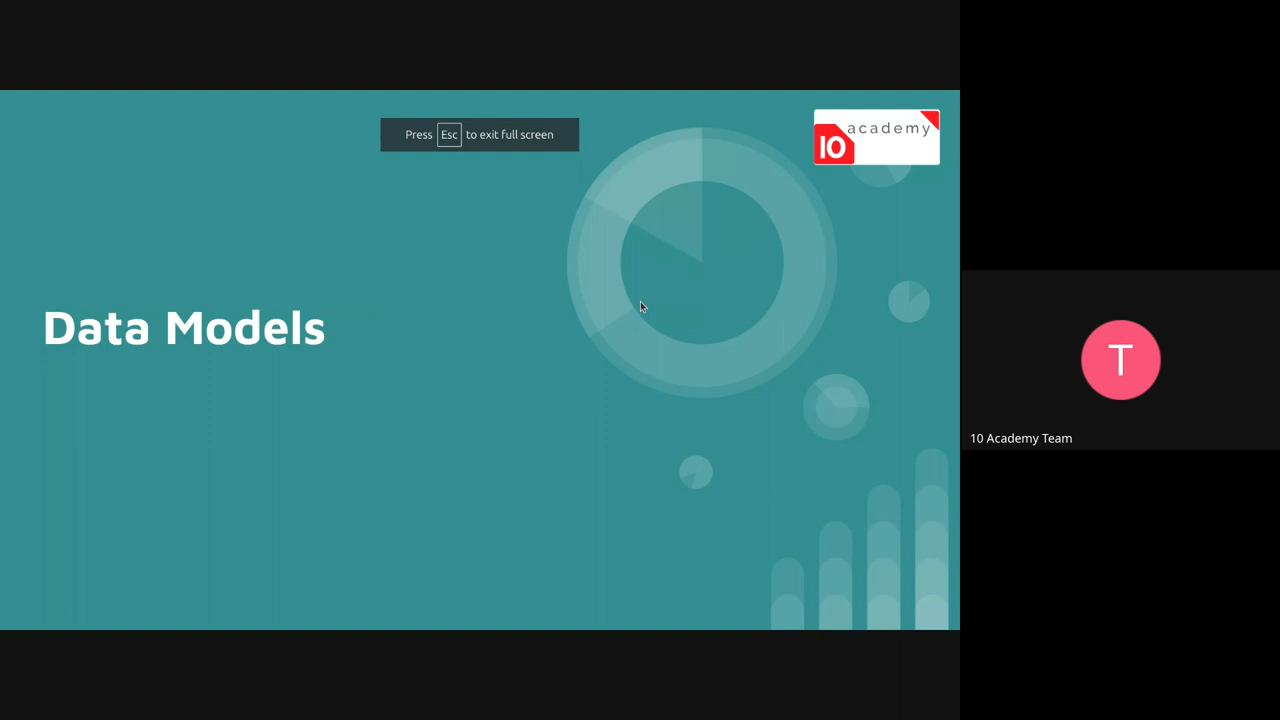 Press Esc to exit full screen
academy
10
Data Models
T
10 Academy Team